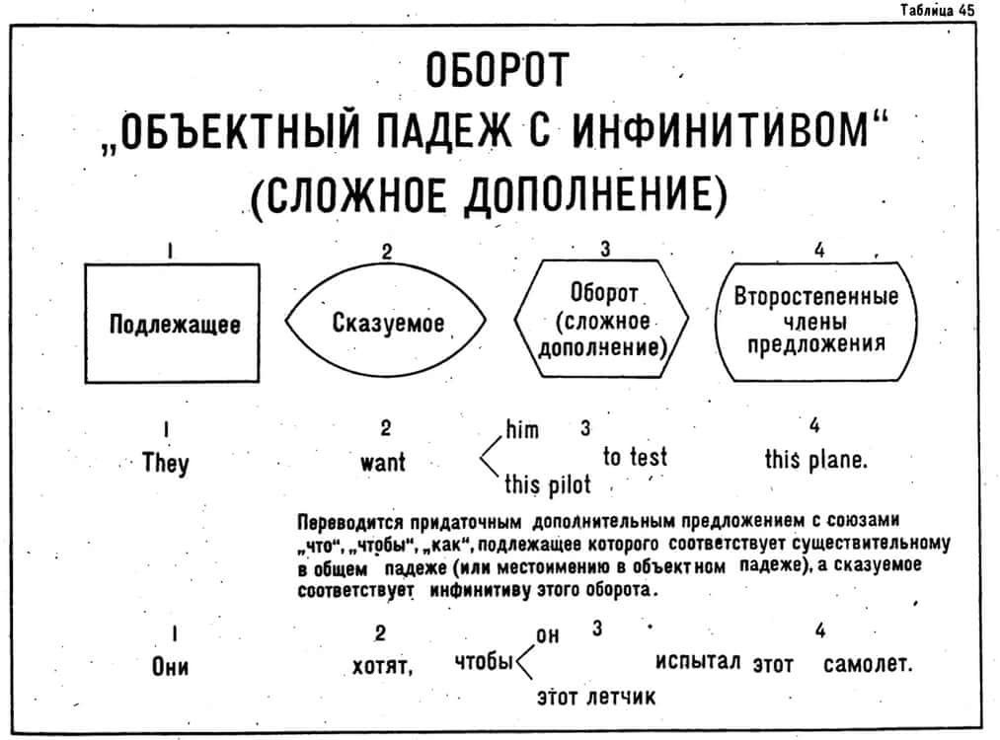 Таблица 45
ОБОРОТ
„ОБЪЕКТНЫЙ ПАДЕЖ С ИНФИНИТИВОМ“
(СЛОЖНОЕ ДОПОЛНЕНИЕ)
1 2 3 4
Подлежащее
Сказуемое
Оборот
(сложное
дополнение)
Второстепенные
члены
предложения
1 2 him 3 4
They want to test this plane.
this pilot
Переводится придаточным дополнительным предложением с союзами
„что“, „чтобы“, „как“, подлежащее которого соответствует существительному
в общем падеже (или местоимению в объектном падеже), а сказуемое
соответствует инфинитиву этого оборота.
1 2 он 3 4
Они хотят, чтобы испытал этот самолет.
этот летчик